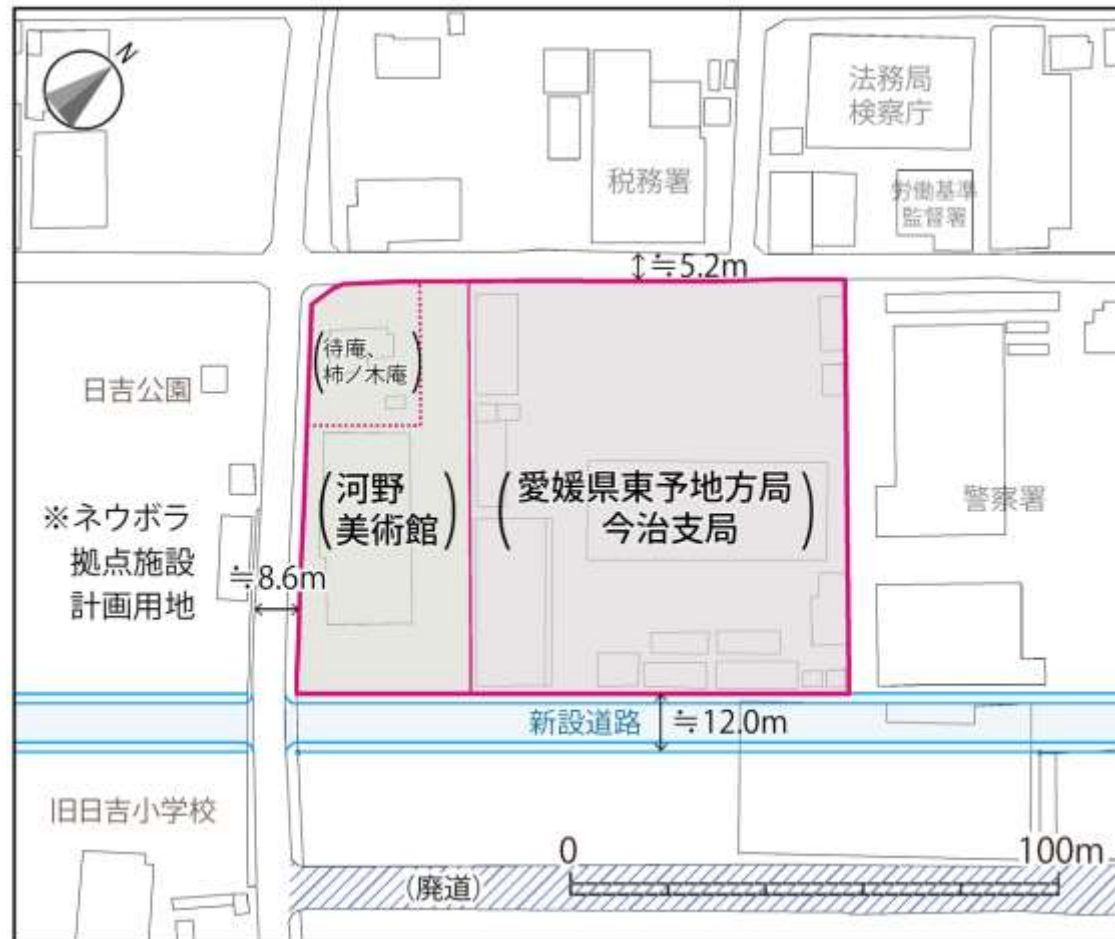 N
法務局
検察庁
税務署
労働基準
監督署
≒5.2m
(待庵、
柿ノ木庵)
日吉公園
(河野
美術館)
(愛媛県東予地方局
今治支局)
警察署
※ネウボラ
拠点施設
計画用地
≒8.6m
新設道路
≒12.0m
旧日吉小学校
0
100m
(廃道)